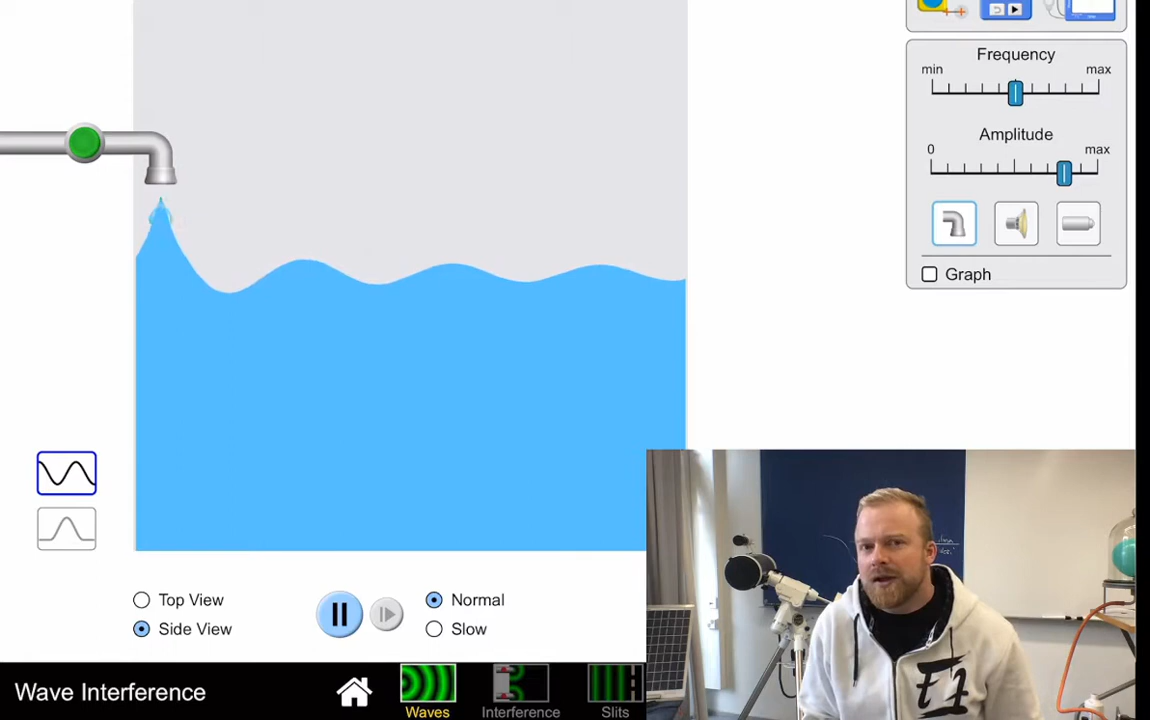 Frequency
min max
Amplitude
0 max
Graph
Top View
Side View
Normal
Slow
Wave Interference
Waves
Interference
Slits